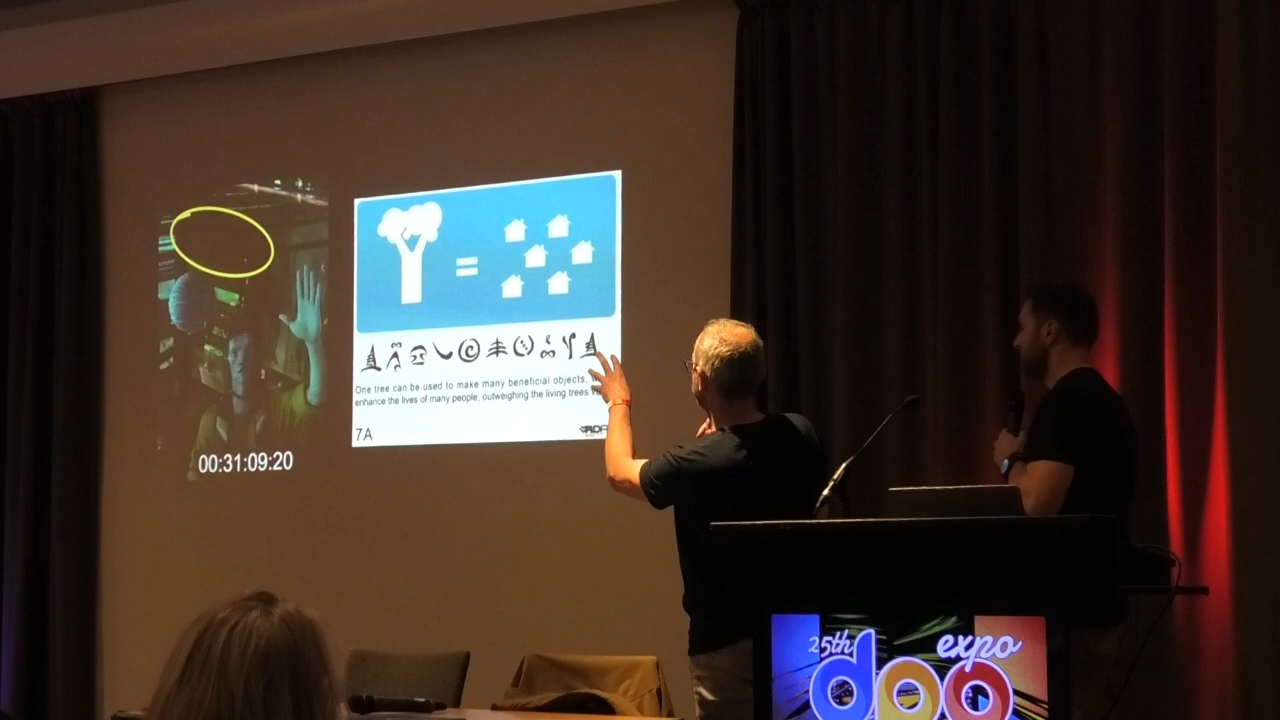 One tree can be used to make many beneficial objects,
enhance the lives of many people, outweighing the living trees
7A
00:31:09:20
25th expo